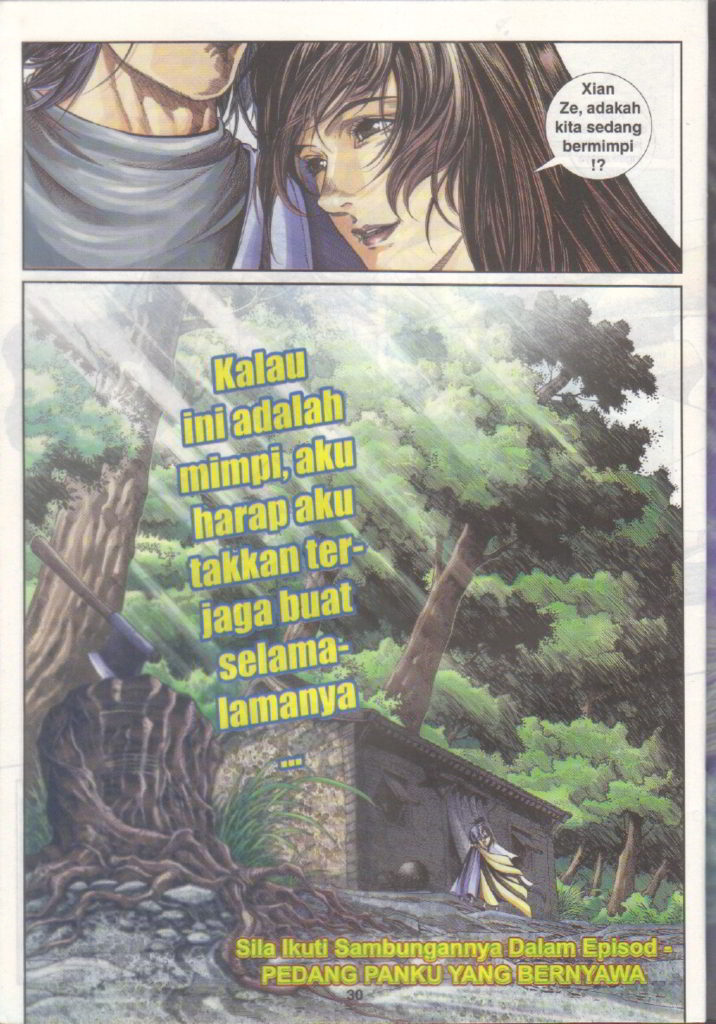 Xian
Ze, adakah
kita sedang
bermimpi
!?
Kalau
ini adalah
mimpi, aku
harap aku
takkan ter-
jaga buat
selama-
lamanya
...
Sila Ikuti Sambungannya Dalam Episod -
PEDANG PANKU YANG BERNYAWA
30